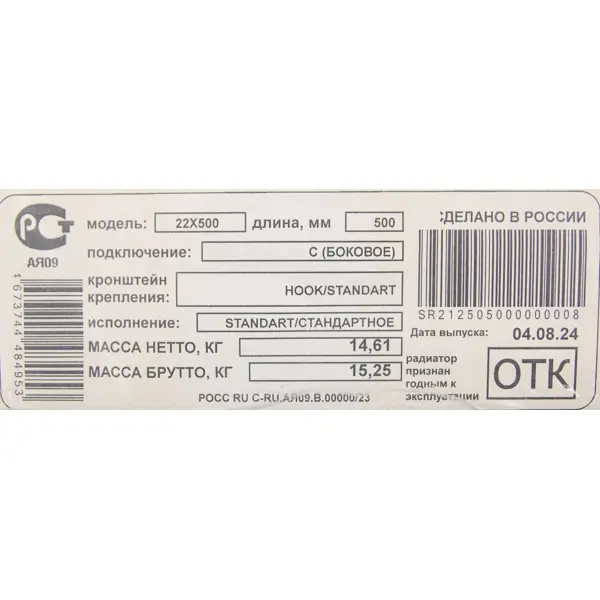 РСТ
АЯ09
модель: 22X500 длина, мм 500
подключение: C (БОКОВОЕ)
кронштейн
крепления: HOOK/STANDART
исполнение: STANDART/СТАНДАРТНОЕ
МАССА НЕТТО, КГ 14,61
МАССА БРУТТО, КГ 15,25
РОСС RU C-RU.АЯ09.В.00000/23
4673744484953
:ДЕЛАНО В РОССИИ
SR2125050000000008
Дата выпуска: 04.08.24
радиатор
признан
годным к
эксплуатации
ОТК